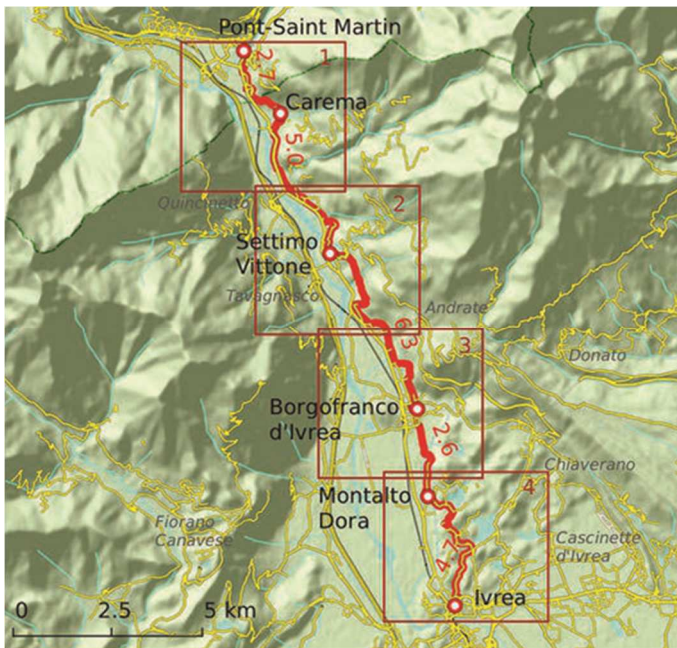 Pont-Saint Martin
1
2.7
Carema
5.0
Quincinetto
2
Settimo
Vittone
Tavagnasco
Andrate
6.3
3
Donato
Borgofranco
d'Ivrea
2.6
Chiaverano
4
Montalto
Dora
Fiorano
Canavese
Cascinette
d'Ivrea
4.7
Ivrea
0 2.5 5 km